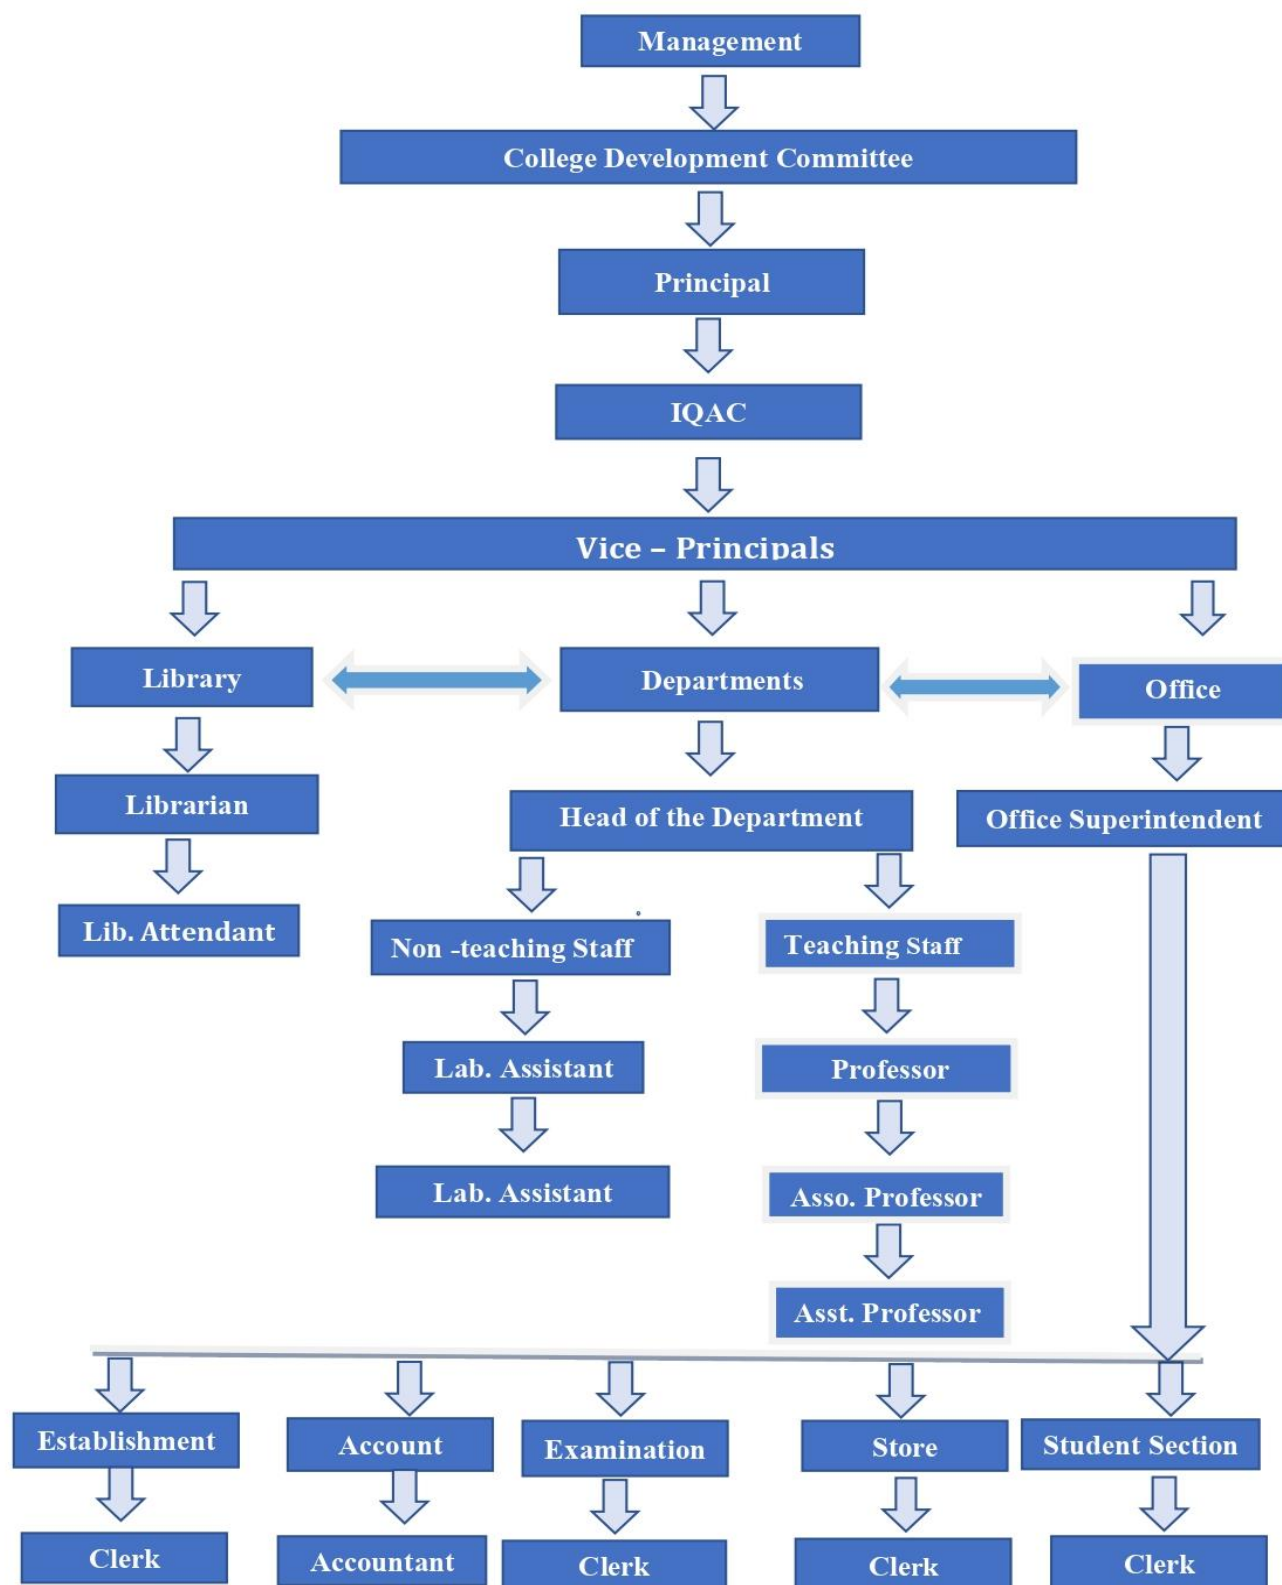 Management
College Development Committee
Principal
IQAC
Vice – Principals
Library
Departments
Office
Librarian
Head of the Department
Office Superintendent
Lib. Attendant
Non -teaching Staff
Teaching Staff
Lab. Assistant
Professor
Lab. Assistant
Asso. Professor
Asst. Professor
Establishment
Account
Examination
Store
Student Section
Clerk
Accountant
Clerk
Clerk
Clerk